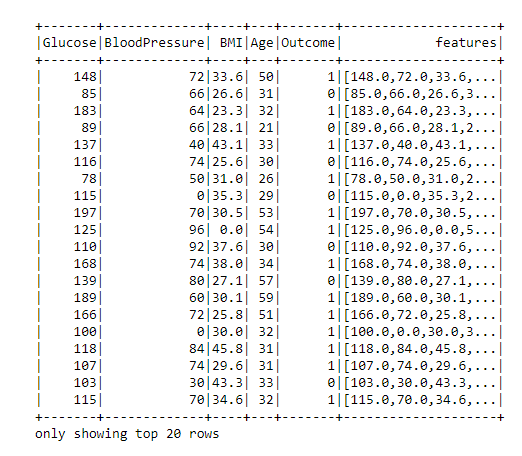 +-------+-------------+----+---+-------+--------------------+
|Glucose|BloodPressure| BMI|Age|Outcome|            features|
+-------+-------------+----+---+-------+--------------------+
|    148|           72|33.6| 50|      1|[148.0,72.0,33.6,...|
|     85|           66|26.6| 31|      0|[85.0,66.0,26.6,3...|
|    183|           64|23.3| 32|      1|[183.0,64.0,23.3,...|
|     89|           66|28.1| 21|      0|[89.0,66.0,28.1,2...|
|    137|           40|43.1| 33|      1|[137.0,40.0,43.1,...|
|    116|           74|25.6| 30|      0|[116.0,74.0,25.6,...|
|     78|           50|31.0| 26|      1|[78.0,50.0,31.0,2...|
|    115|            0|35.3| 29|      0|[115.0,0.0,35.3,2...|
|    197|           70|30.5| 53|      1|[197.0,70.0,30.5,...|
|    125|           96| 0.0| 54|      1|[125.0,96.0,0.0,5...|
|    110|           92|37.6| 30|      0|[110.0,92.0,37.6,...|
|    168|           74|38.0| 34|      1|[168.0,74.0,38.0,...|
|    139|           80|27.1| 57|      0|[139.0,80.0,27.1,...|
|    189|           60|30.1| 59|      1|[189.0,60.0,30.1,...|
|    166|           72|25.8| 51|      1|[166.0,72.0,25.8,...|
|    100|            0|30.0| 32|      1|[100.0,0.0,30.0,3...|
|    118|           84|45.8| 31|      1|[118.0,84.0,45.8,...|
|    107|           74|29.6| 31|      1|[107.0,74.0,29.6,...|
|    103|           30|43.3| 33|      0|[103.0,30.0,43.3,...|
|    115|           70|34.6| 32|      1|[115.0,70.0,34.6,...|
+-------+-------------+----+---+-------+--------------------+
only showing top 20 rows